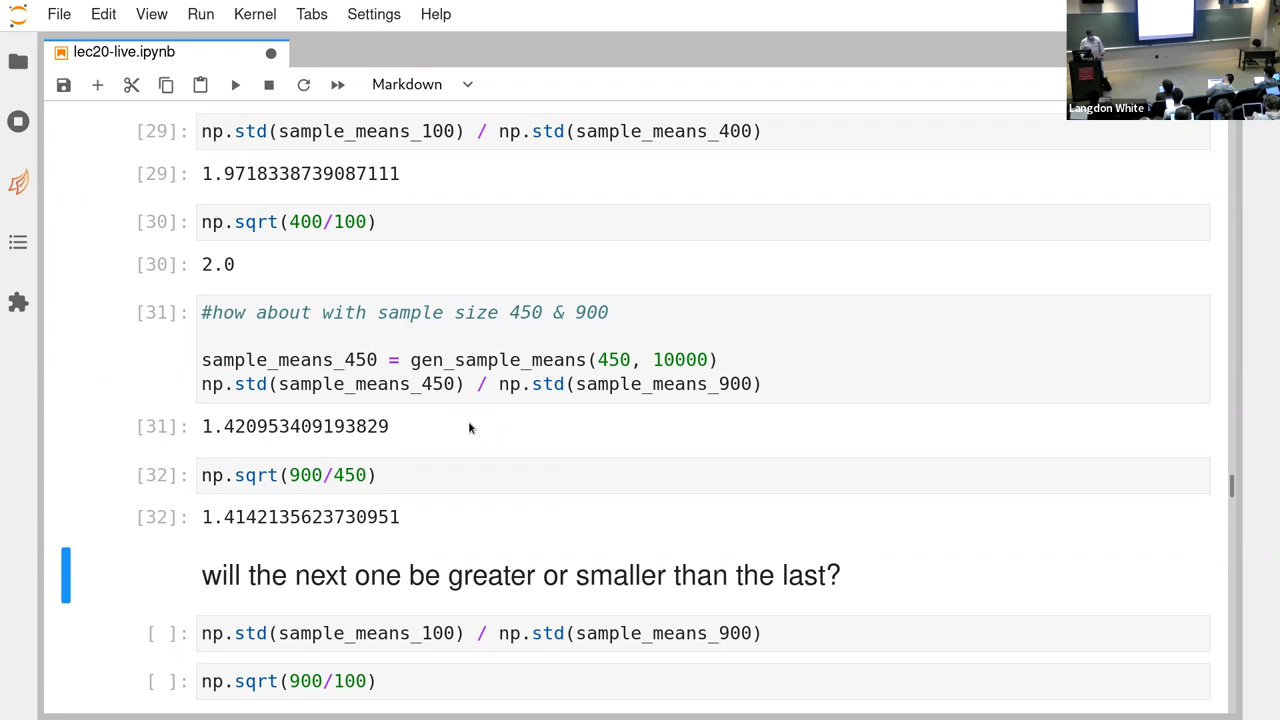 File Edit View Run Kernel Tabs Settings Help
lec20-live.ipynb
Markdown
Langdon White
[29]: np.std(sample_means_100) / np.std(sample_means_400)
[29]: 1.9718338739087111
[30]: np.sqrt(400/100)
[30]: 2.0
[31]: #how about with sample size 450 & 900
sample_means_450 = gen_sample_means(450, 10000)
np.std(sample_means_450) / np.std(sample_means_900)
[31]: 1.420953409193829
[32]: np.sqrt(900/450)
[32]: 1.4142135623730951
will the next one be greater or smaller than the last?
[ ]: np.std(sample_means_100) / np.std(sample_means_900)
[ ]: np.sqrt(900/100)